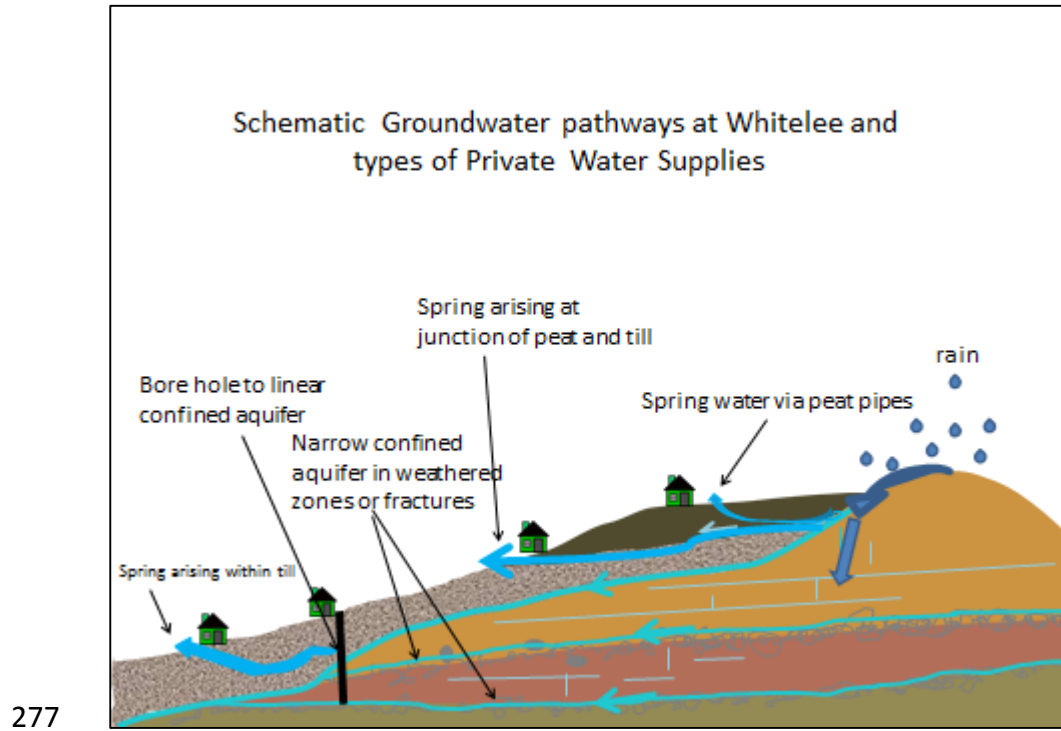 Schematic Groundwater pathways at Whitelee and
types of Private Water Supplies
Spring arising at
junction of peat and till
rain
Bore hole to linear
confined aquifer
Spring water via peat pipes
Narrow confined
aquifer in weathered
zones or fractures
Spring arising within till
277